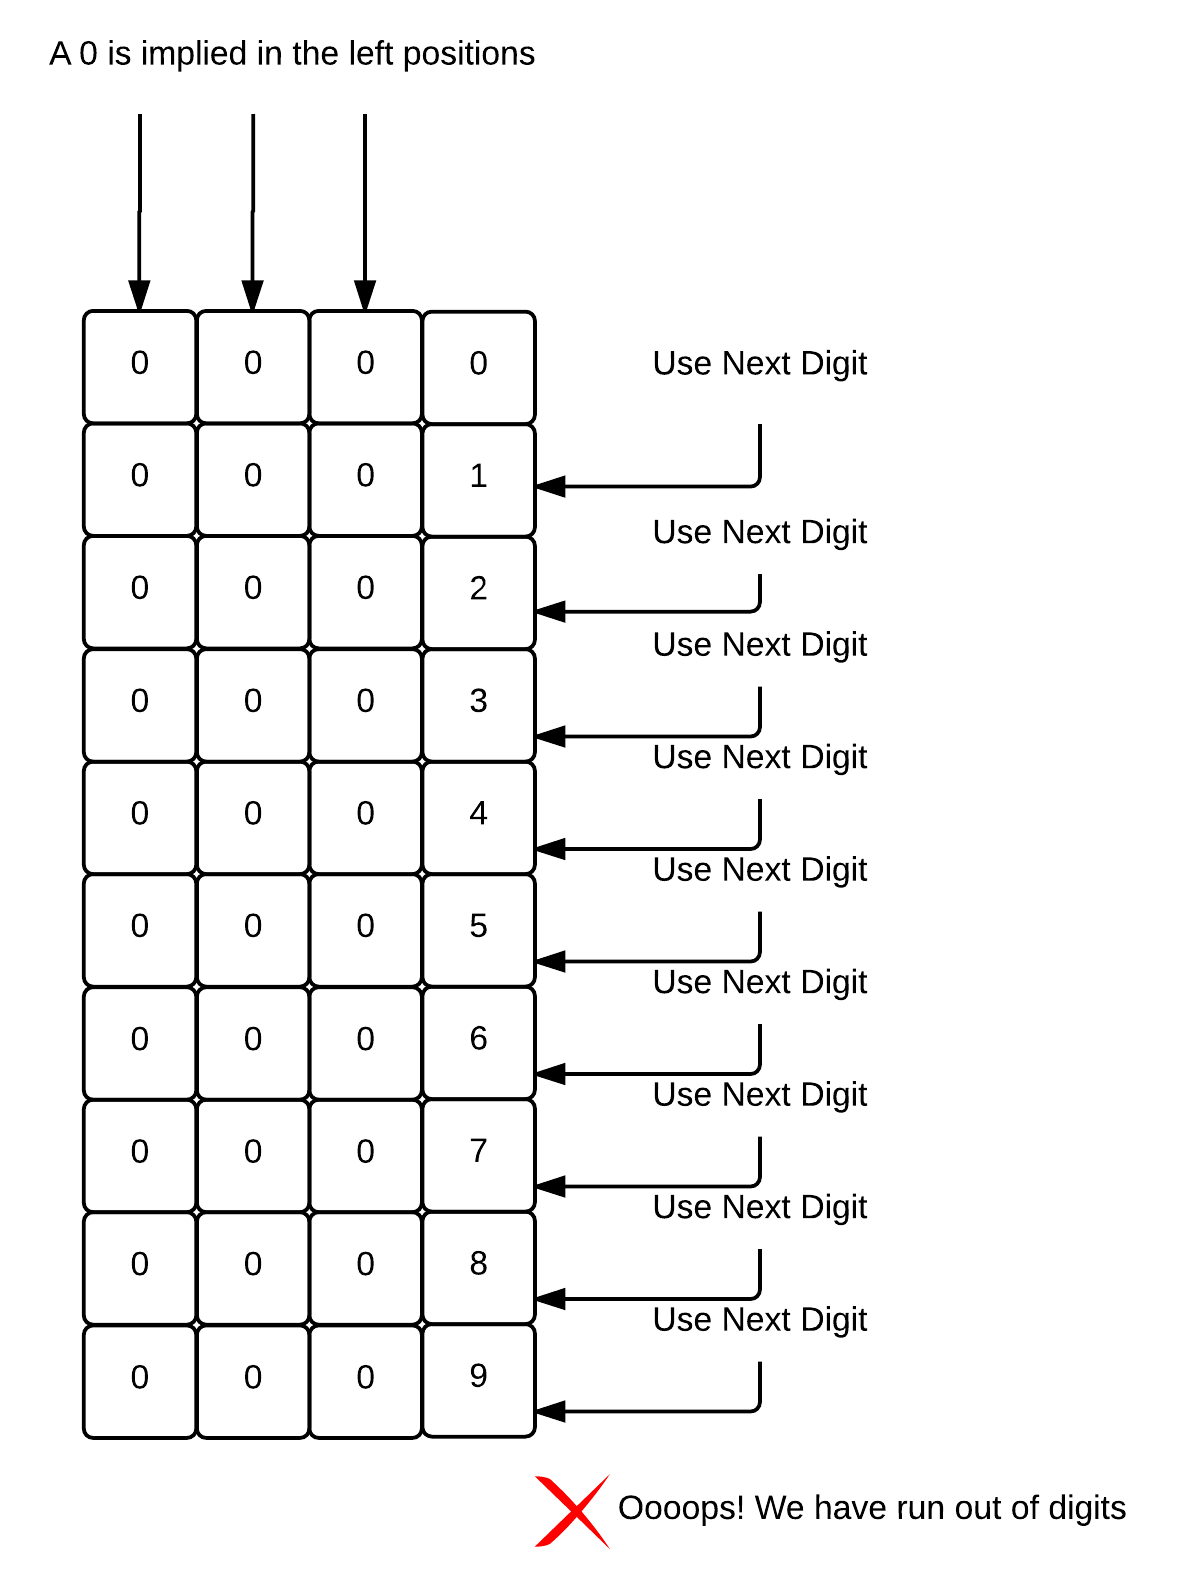 A 0 is implied in the left positions
0 0 0 0 Use Next Digit
0 0 0 1
Use Next Digit
0 0 0 2
Use Next Digit
0 0 0 3
Use Next Digit
0 0 0 4
Use Next Digit
0 0 0 5
Use Next Digit
0 0 0 6
Use Next Digit
0 0 0 7
Use Next Digit
0 0 0 8
Use Next Digit
0 0 0 9
Oooops! We have run out of digits